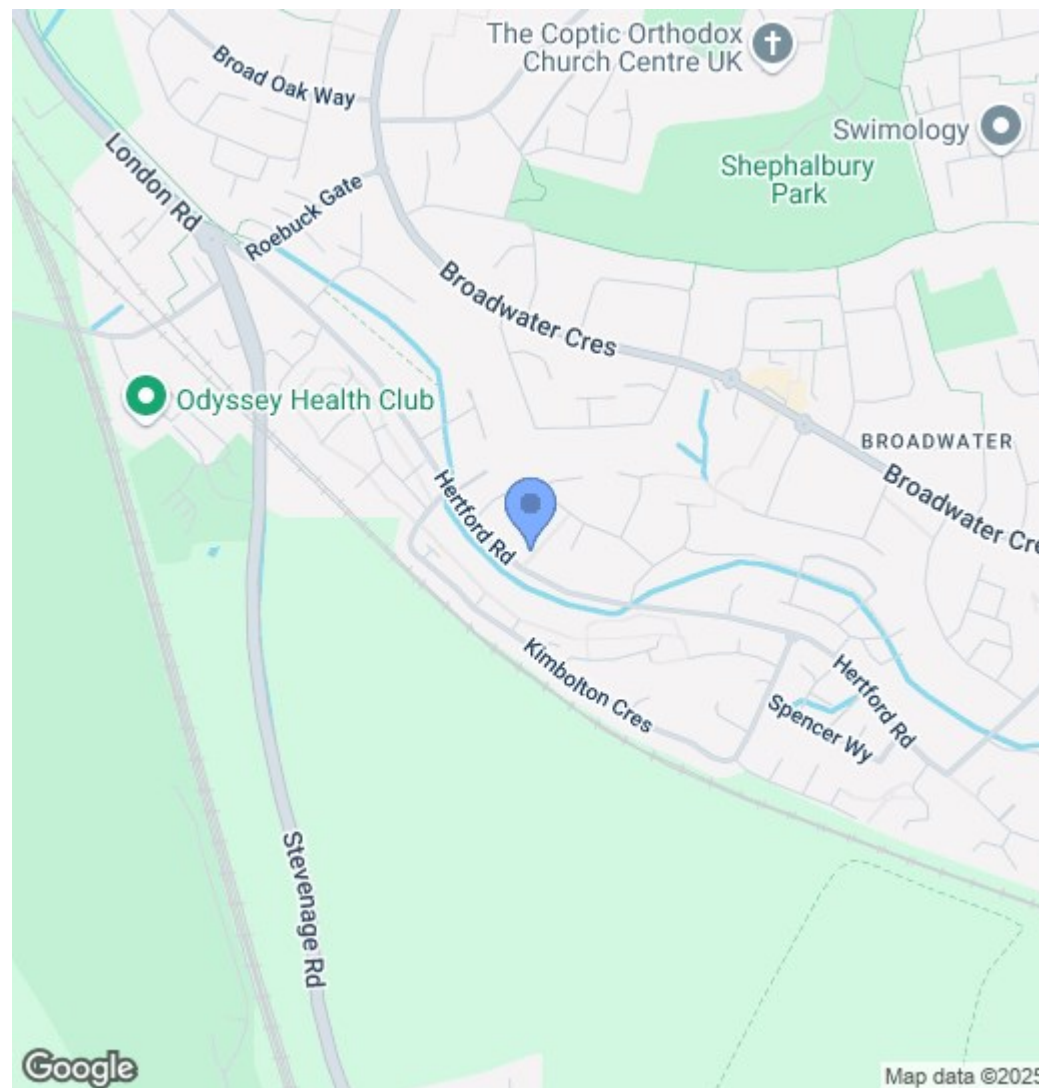 The Coptic Orthodox
Church Centre UK
Broad Oak Way
Swimology
London Rd
Shephalbury
Park
Roebuck Gate
Broadwater Cres
Odyssey Health Club
BROADWATER
Broadwater Cre
Hertford Rd
Kimbolton Cres
Hertford Rd
Spencer Wy
Stevenage Rd
Google
Map data ©2025